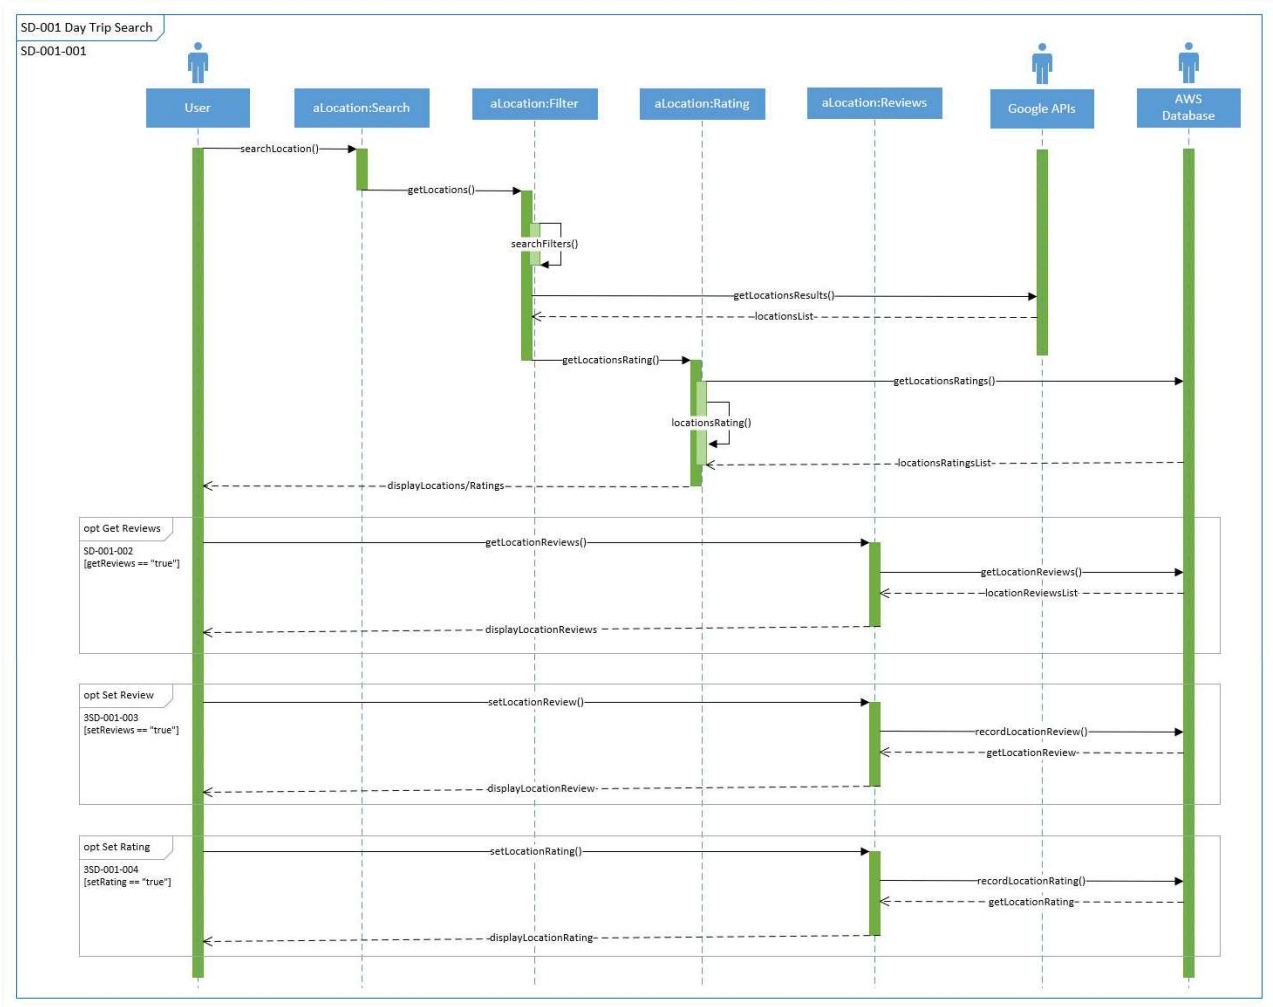 SD-001 Day Trip Search
SD-001-001
User
aLocation:Search
aLocation:Filter
aLocation:Rating
aLocation:Reviews
Google APIs
AWS
Database
searchLocation()
getLocations()
searchFilters()
getLocationsResults()
locationsList
getLocationsRating()
getLocationsRatings()
locationsRating()
locationsRatingsList
displayLocations/Ratings
opt Get Reviews
SD-001-002
[getReviews == "true"]
getLocationReviews()
getLocationReviews()
locationReviewsList
displayLocationReviews
opt Set Review
3SD-001-003
[setReviews == "true"]
setLocationReview()
recordLocationReview()
getLocationReview
displayLocationReview
opt Set Rating
3SD-001-004
[setRating == "true"]
setLocationRating()
recordLocationRating()
getLocationRating
displayLocationRating